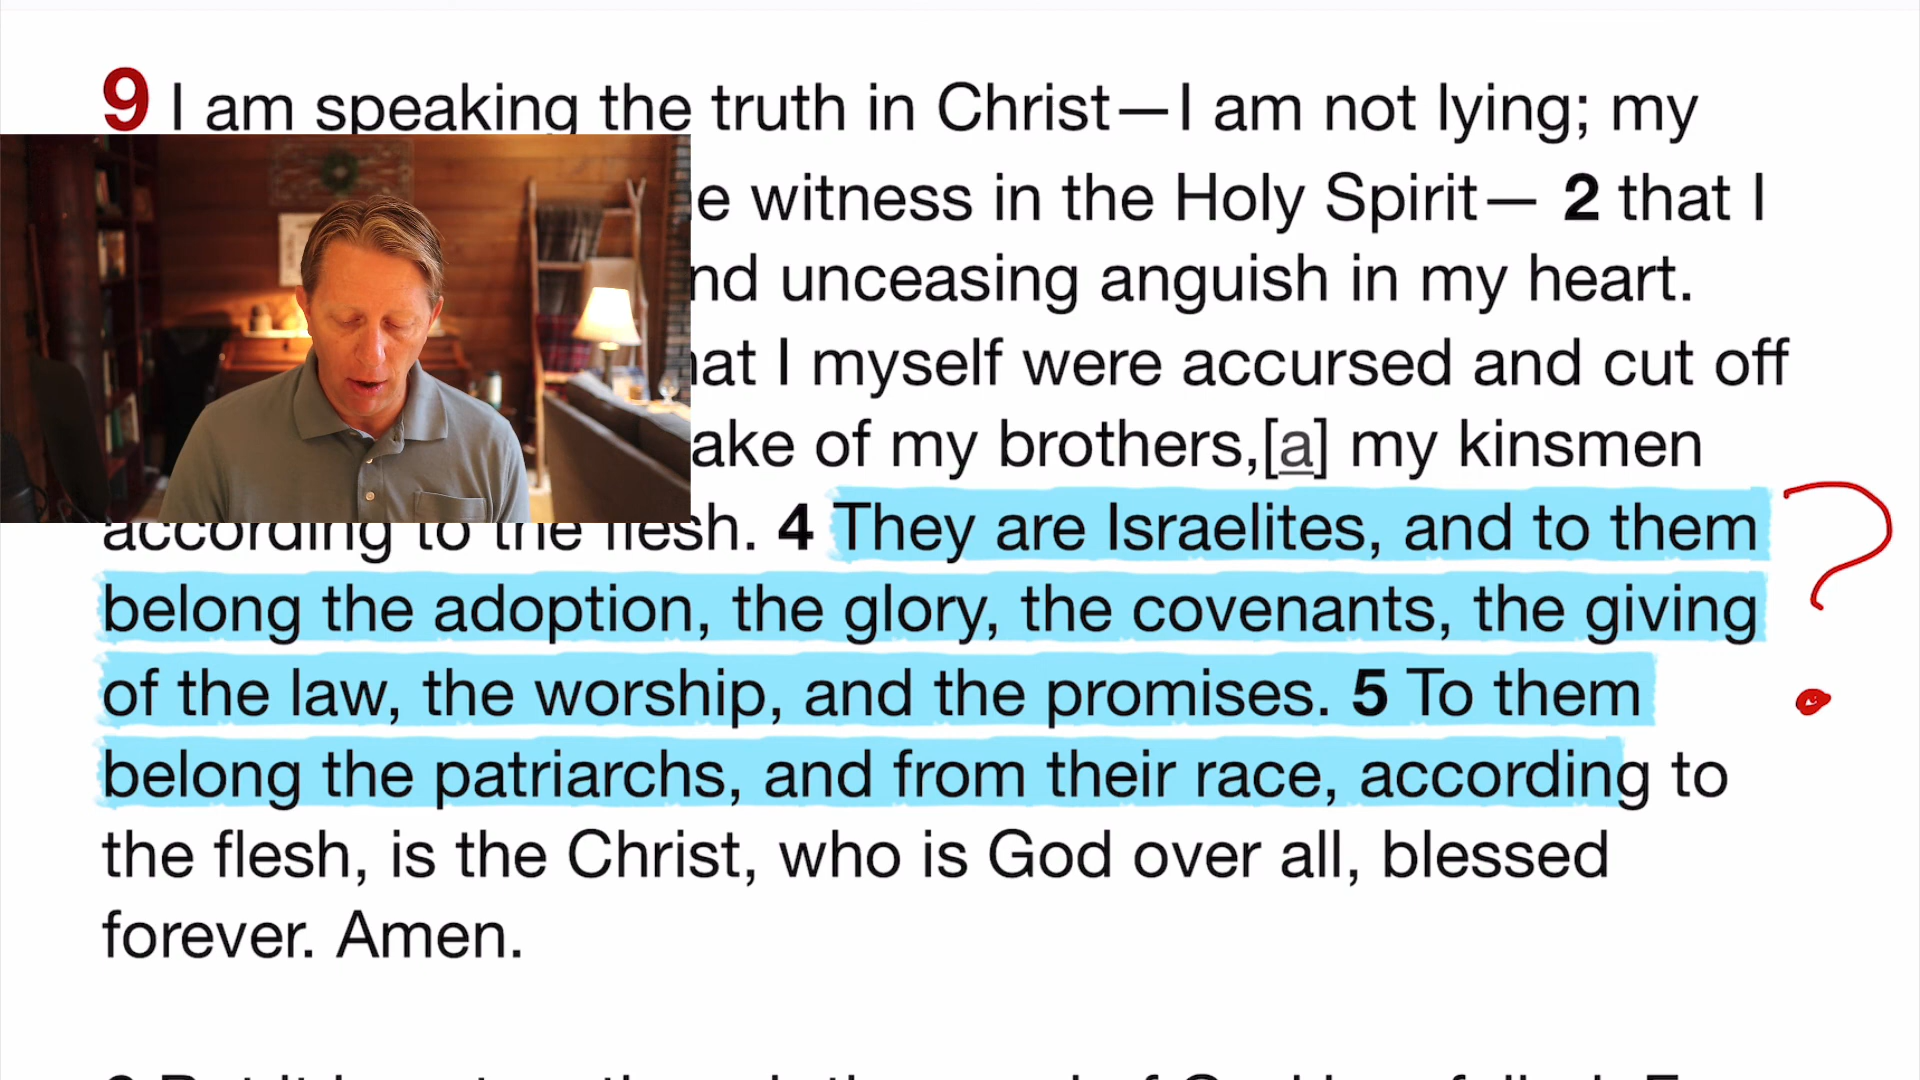 9 I am speaking the truth in Christ—I am not lying; my
witness in the Holy Spirit— 2 that I
unceasing anguish in my heart.
I myself were accursed and cut off
of my brothers,[a] my kinsmen
according to the flesh. 4 They are Israelites, and to them
belong the adoption, the glory, the covenants, the giving
of the law, the worship, and the promises. 5 To them
belong the patriarchs, and from their race, according to
the flesh, is the Christ, who is God over all, blessed
forever. Amen.
?